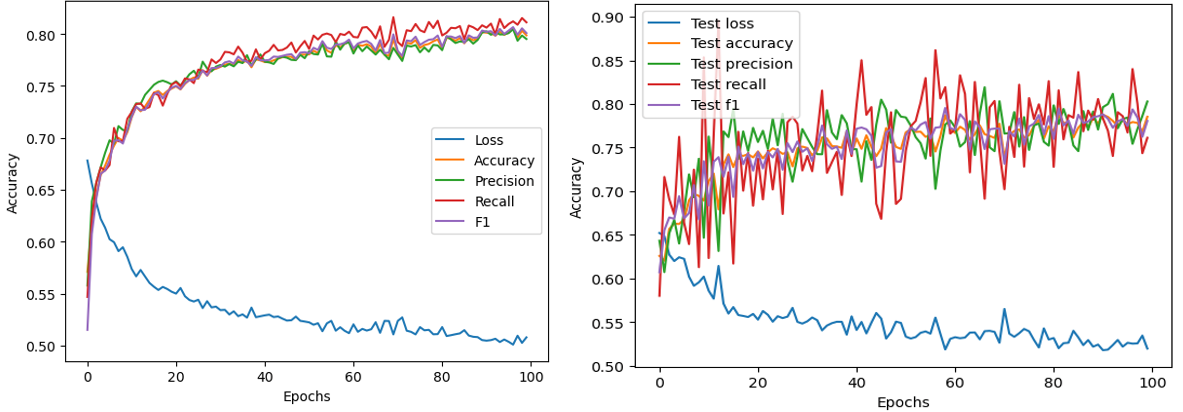 0.80
0.75
0.70
0.65
0.60
0.55
0.50
Accuracy
Loss
Accuracy
Precision
Recall
F1
0
20
40
60
80
100
Epochs
0.90
0.85
0.80
0.75
0.70
0.65
0.60
0.55
0.50
Accuracy
Test loss
Test accuracy
Test precision
Test recall
Test f1
0
20
40
60
80
100
Epochs